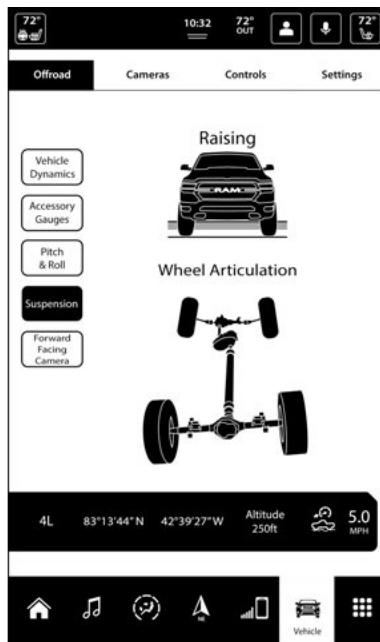 72°
10:32
72°
OUT
72°
Offroad
Cameras
Controls
Settings
Raising
RAM
Vehicle
Dynamics
Accessory
Gauges
Pitch
& Roll
Suspension
Forward
Facing
Camera
Wheel Articulation
4L
83°13'44"N
42°39'27"W
Altitude
250ft
5.0
MPH
NE
Vehicle